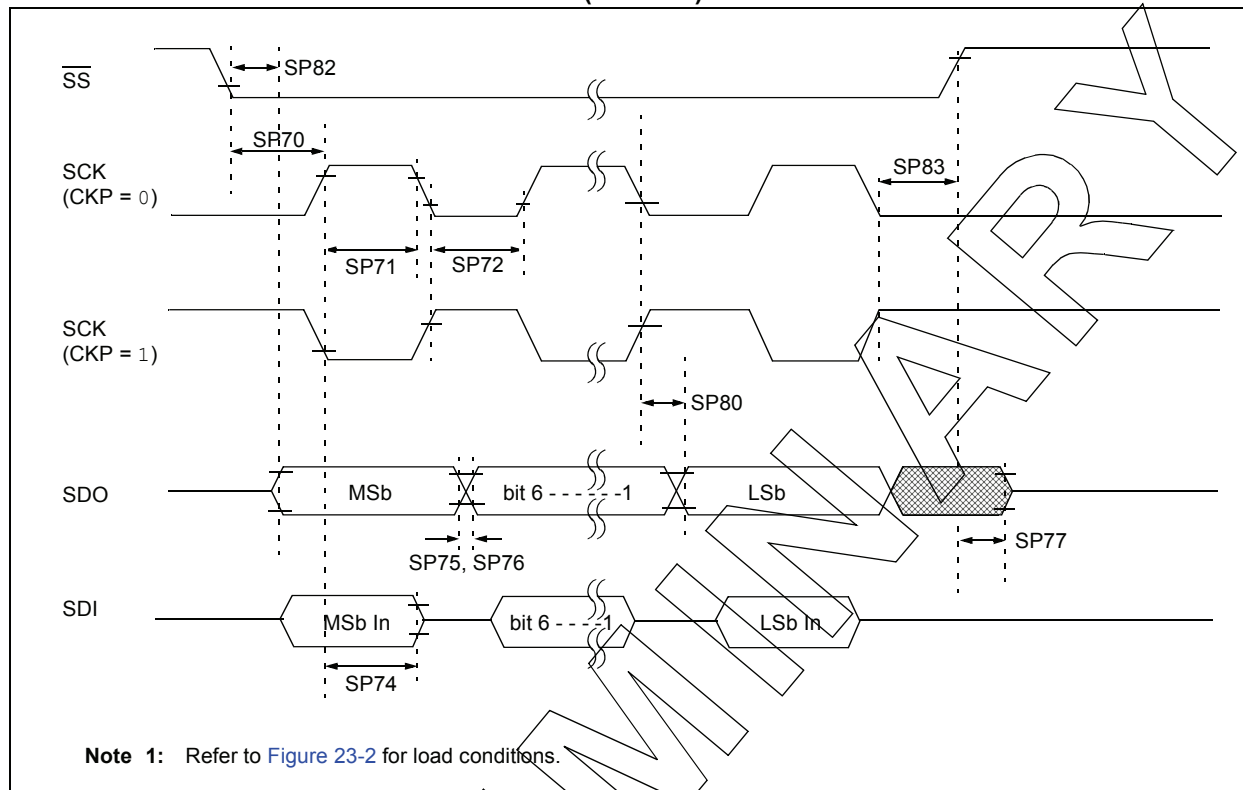 SS
SP82
SP70
SCK
(CKP = 0)
SP83
SP71
SP72
SCK
(CKP = 1)
SP80
SDO
MSb
bit 6 - - - - - -1
LSb
SP75, SP76
SP77
SDI
MSb In
bit 6 - - - -1
LSb In
SP74
Note 1: Refer to Figure 23-2 for load conditions.
MINARY